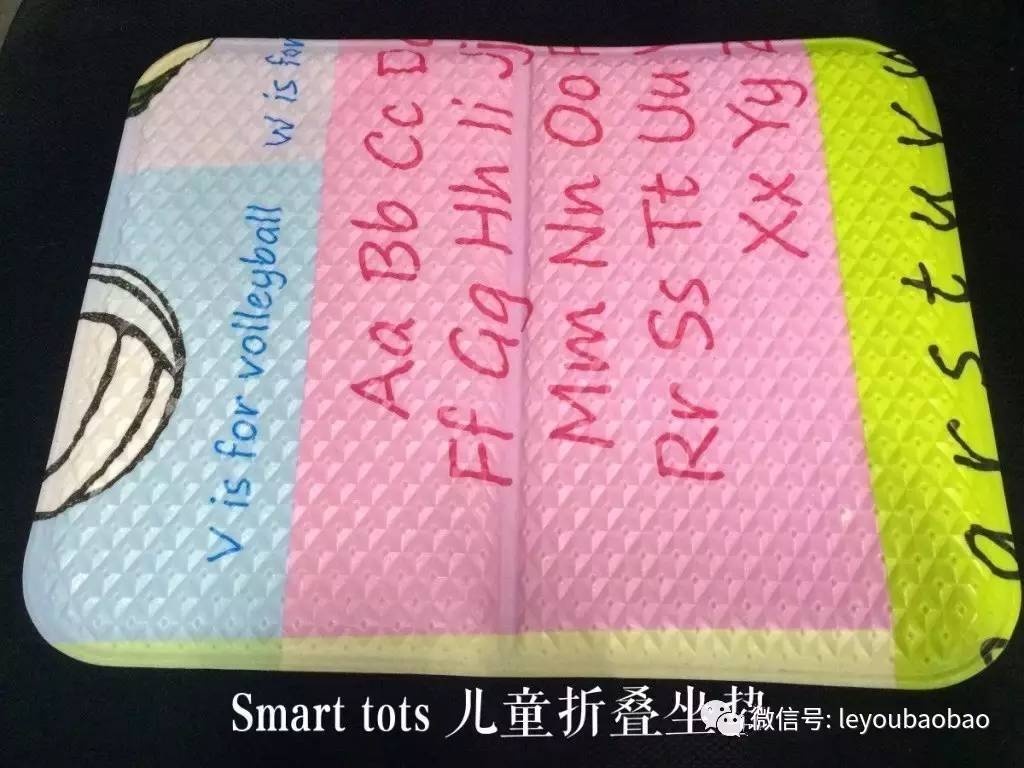 W is for
V is for volleyball
Aa Bb Cc D
Ff Gg Hh Ii Jj
Mm Nn Oo P
Rr Ss Tt Uu
Xx Yy Z
q r s t u v
Smart tots 儿童折叠坐垫
微信号: leyoubaobao